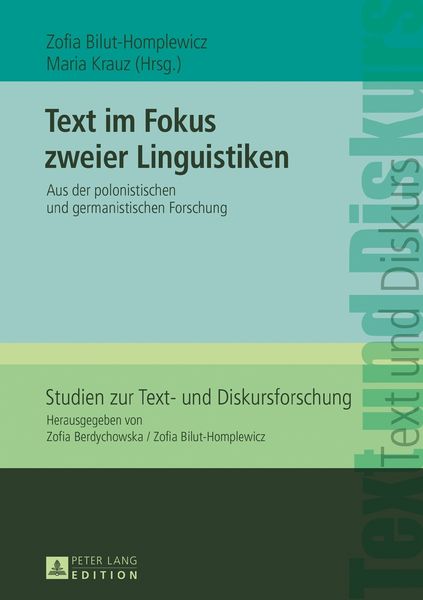 Zofia Bilut-Homplewicz
Maria Krauz (Hrsg.)
Text im Fokus
zweier Linguistiken
Aus der polonistischen
und germanistischen Forschung
Studien zur Text- und Diskursforschung
Herausgegeben von
Zofia Berdychowska / Zofia Bilut-Homplewicz
PETER LANG
EDITION
Text und Diskurs
Text und Diskurs